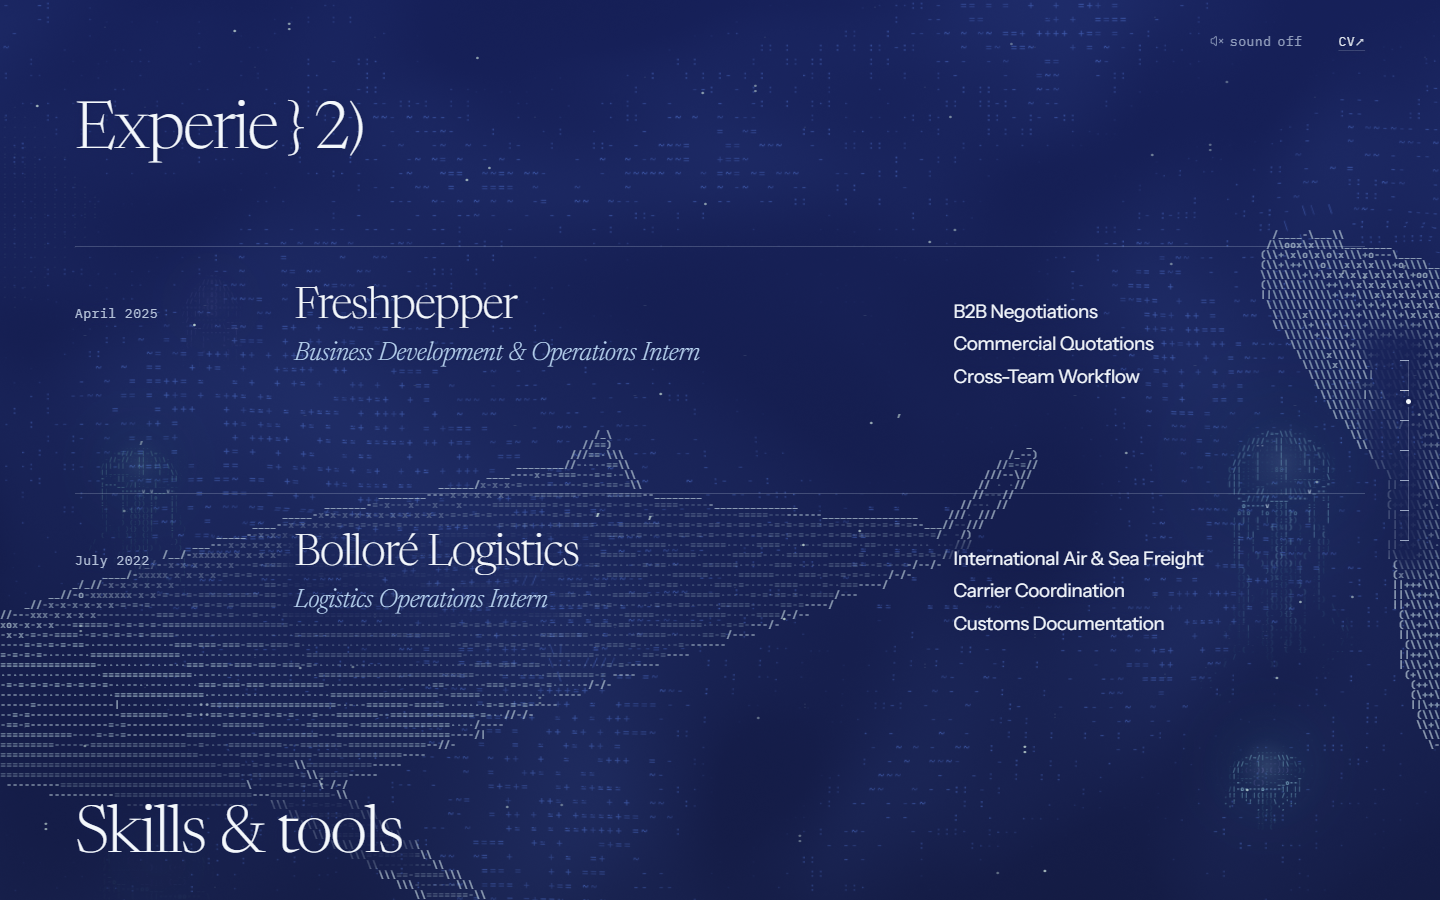 sound off
CV↗
Experie}2)
April 2025
Freshpepper
Business Development & Operations Intern
B2B Negotiations
Commercial Quotations
Cross-Team Workflow
July 2022
Bolloré Logistics
Logistics Operations Intern
International Air & Sea Freight
Carrier Coordination
Customs Documentation
Skills & tools